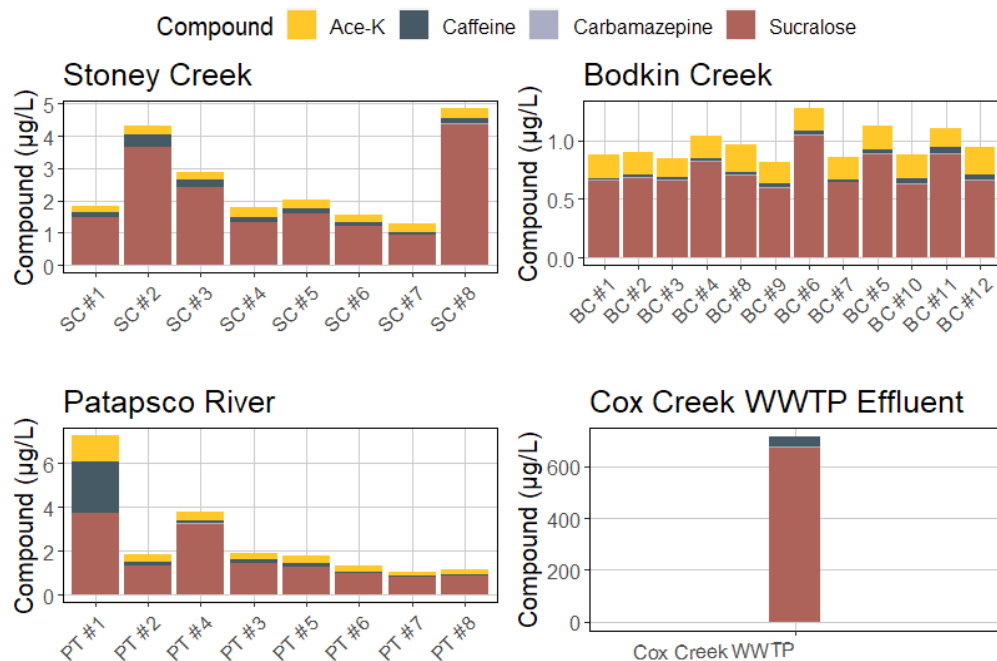 Compound Ace-K Caffeine Carbamazepine Sucralose
Stoney Creek
Compound (µg/L)
5
4
3
2
1
0
SC #1 SC #2 SC #3 SC #4 SC #5 SC #6 SC #7 SC #8
Bodkin Creek
Compound (µg/L)
1.0
0.5
0.0
BC #1 BC #2 BC #3 BC #4 BC #8 BC #9 BC #6 BC #7 BC #5 BC #10 BC #11 BC #12
Patapsco River
Compound (µg/L)
6
4
2
0
PT #1 PT #2 PT #4 PT #3 PT #5 PT #6 PT #7 PT #8
Cox Creek WWTP Effluent
Compound (µg/L)
600
400
200
0
Cox Creek WWTP